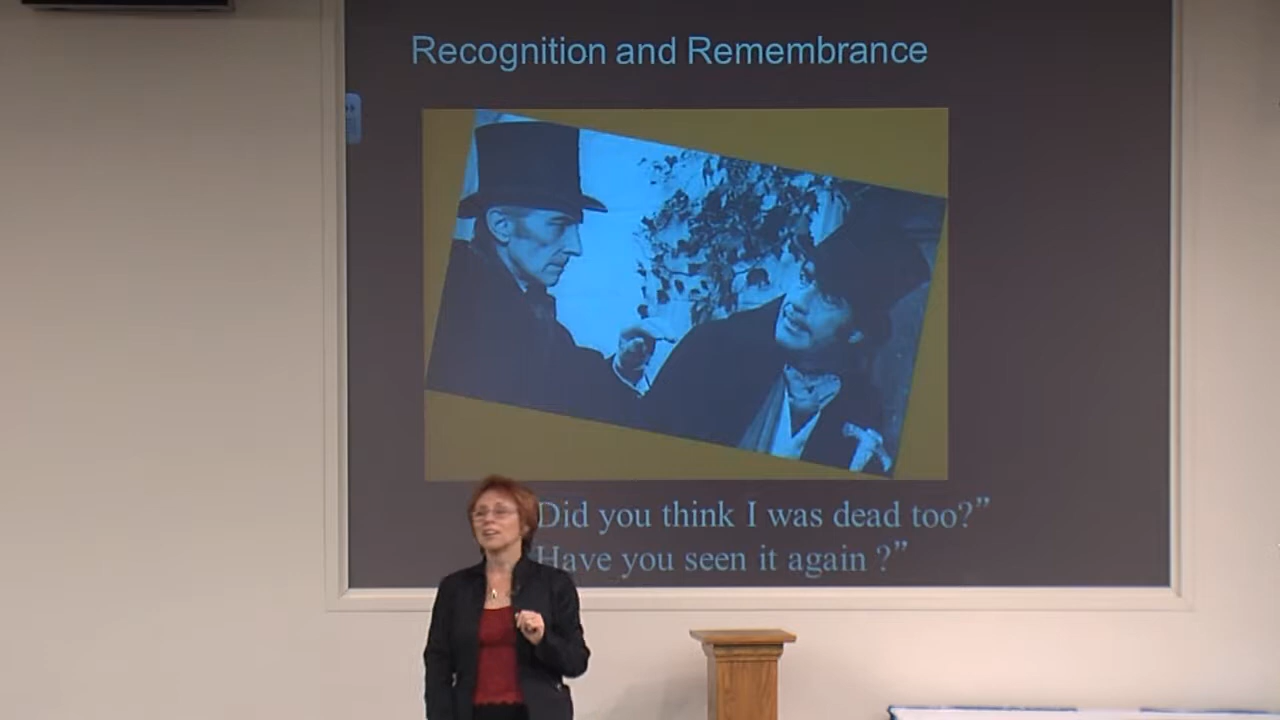 Recognition and Remembrance
Did you think I was dead too?”
Have you seen it again ?”